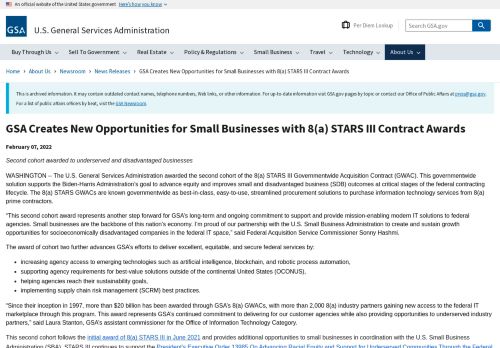 An official website of the United States government Here's how you know
GSA U.S. General Services Administration
Per Diem Lookup
Search GSA.gov
Buy Through Us Sell To Government Real Estate Policy & Regulations Small Business Travel Technology About Us
Home › About Us › Newsroom › News Releases › GSA Creates New Opportunities for Small Businesses with 8(a) STARS III Contract Awards
This is archived information. It may contain outdated contact names, telephone numbers, Web links, or other information. For up-to-date information visit GSA.gov pages by topic or contact our Office of Public Affairs at press@gsa.gov.
For a list of public affairs officers by beat, visit the GSA Newsroom.
GSA Creates New Opportunities for Small Businesses with 8(a) STARS III Contract Awards
February 07, 2022
Second cohort awarded to underserved and disadvantaged businesses
WASHINGTON – The U.S. General Services Administration awarded the second cohort of the 8(a) STARS III Governmentwide Acquisition Contract (GWAC). This governmentwide
solution supports the Biden-Harris Administration's goal to advance equity and improves small and disadvantaged business (SDB) outcomes at critical stages of the federal contracting
lifecycle. The 8(a) STARS GWACs are known governmentwide as best-in-class, easy-to-use, streamlined procurement solutions to purchase information technology services from 8(a)
prime contractors.
"This second cohort award represents another step forward for GSA's long-term and ongoing commitment to support and provide mission-enabling modern IT solutions to federal
agencies. Small businesses are the backbone of this nation's economy. I'm proud of our partnership with the U.S. Small Business Administration to create and sustain growth
opportunities for socioeconomically disadvantaged companies in the federal IT space," said Federal Acquisition Service Commissioner Sonny Hashmi.
The award of cohort two further advances GSA's efforts to deliver excellent, equitable, and secure federal services by:
increasing agency access to emerging technologies such as artificial intelligence, blockchain, and robotic process automation,
supporting agency requirements for best-value solutions outside of the continental United States (OCONUS),
helping agencies reach their sustainability goals,
implementing supply chain risk management (SCRM) best practices.
"Since their inception in 1997, more than $20 billion has been awarded through GSA's 8(a) GWACs, with more than 2,000 8(a) industry partners gaining new access to the federal IT
marketplace through this program. This award represents GSA's continued commitment to delivering for our customer agencies while also providing opportunities to underserved industry
partners," said Laura Stanton, GSA's assistant commissioner for the Office of Information Technology Category.
This second cohort follows the initial award of 8(a) STARS III in June 2021 and provides additional opportunities to small businesses in coordination with the U.S. Small Business
Administration (SBA). STARS III continues to support the President's Executive Order 13985 On Advancing Racial Equity and Support for Underserved Communities Through the Federal